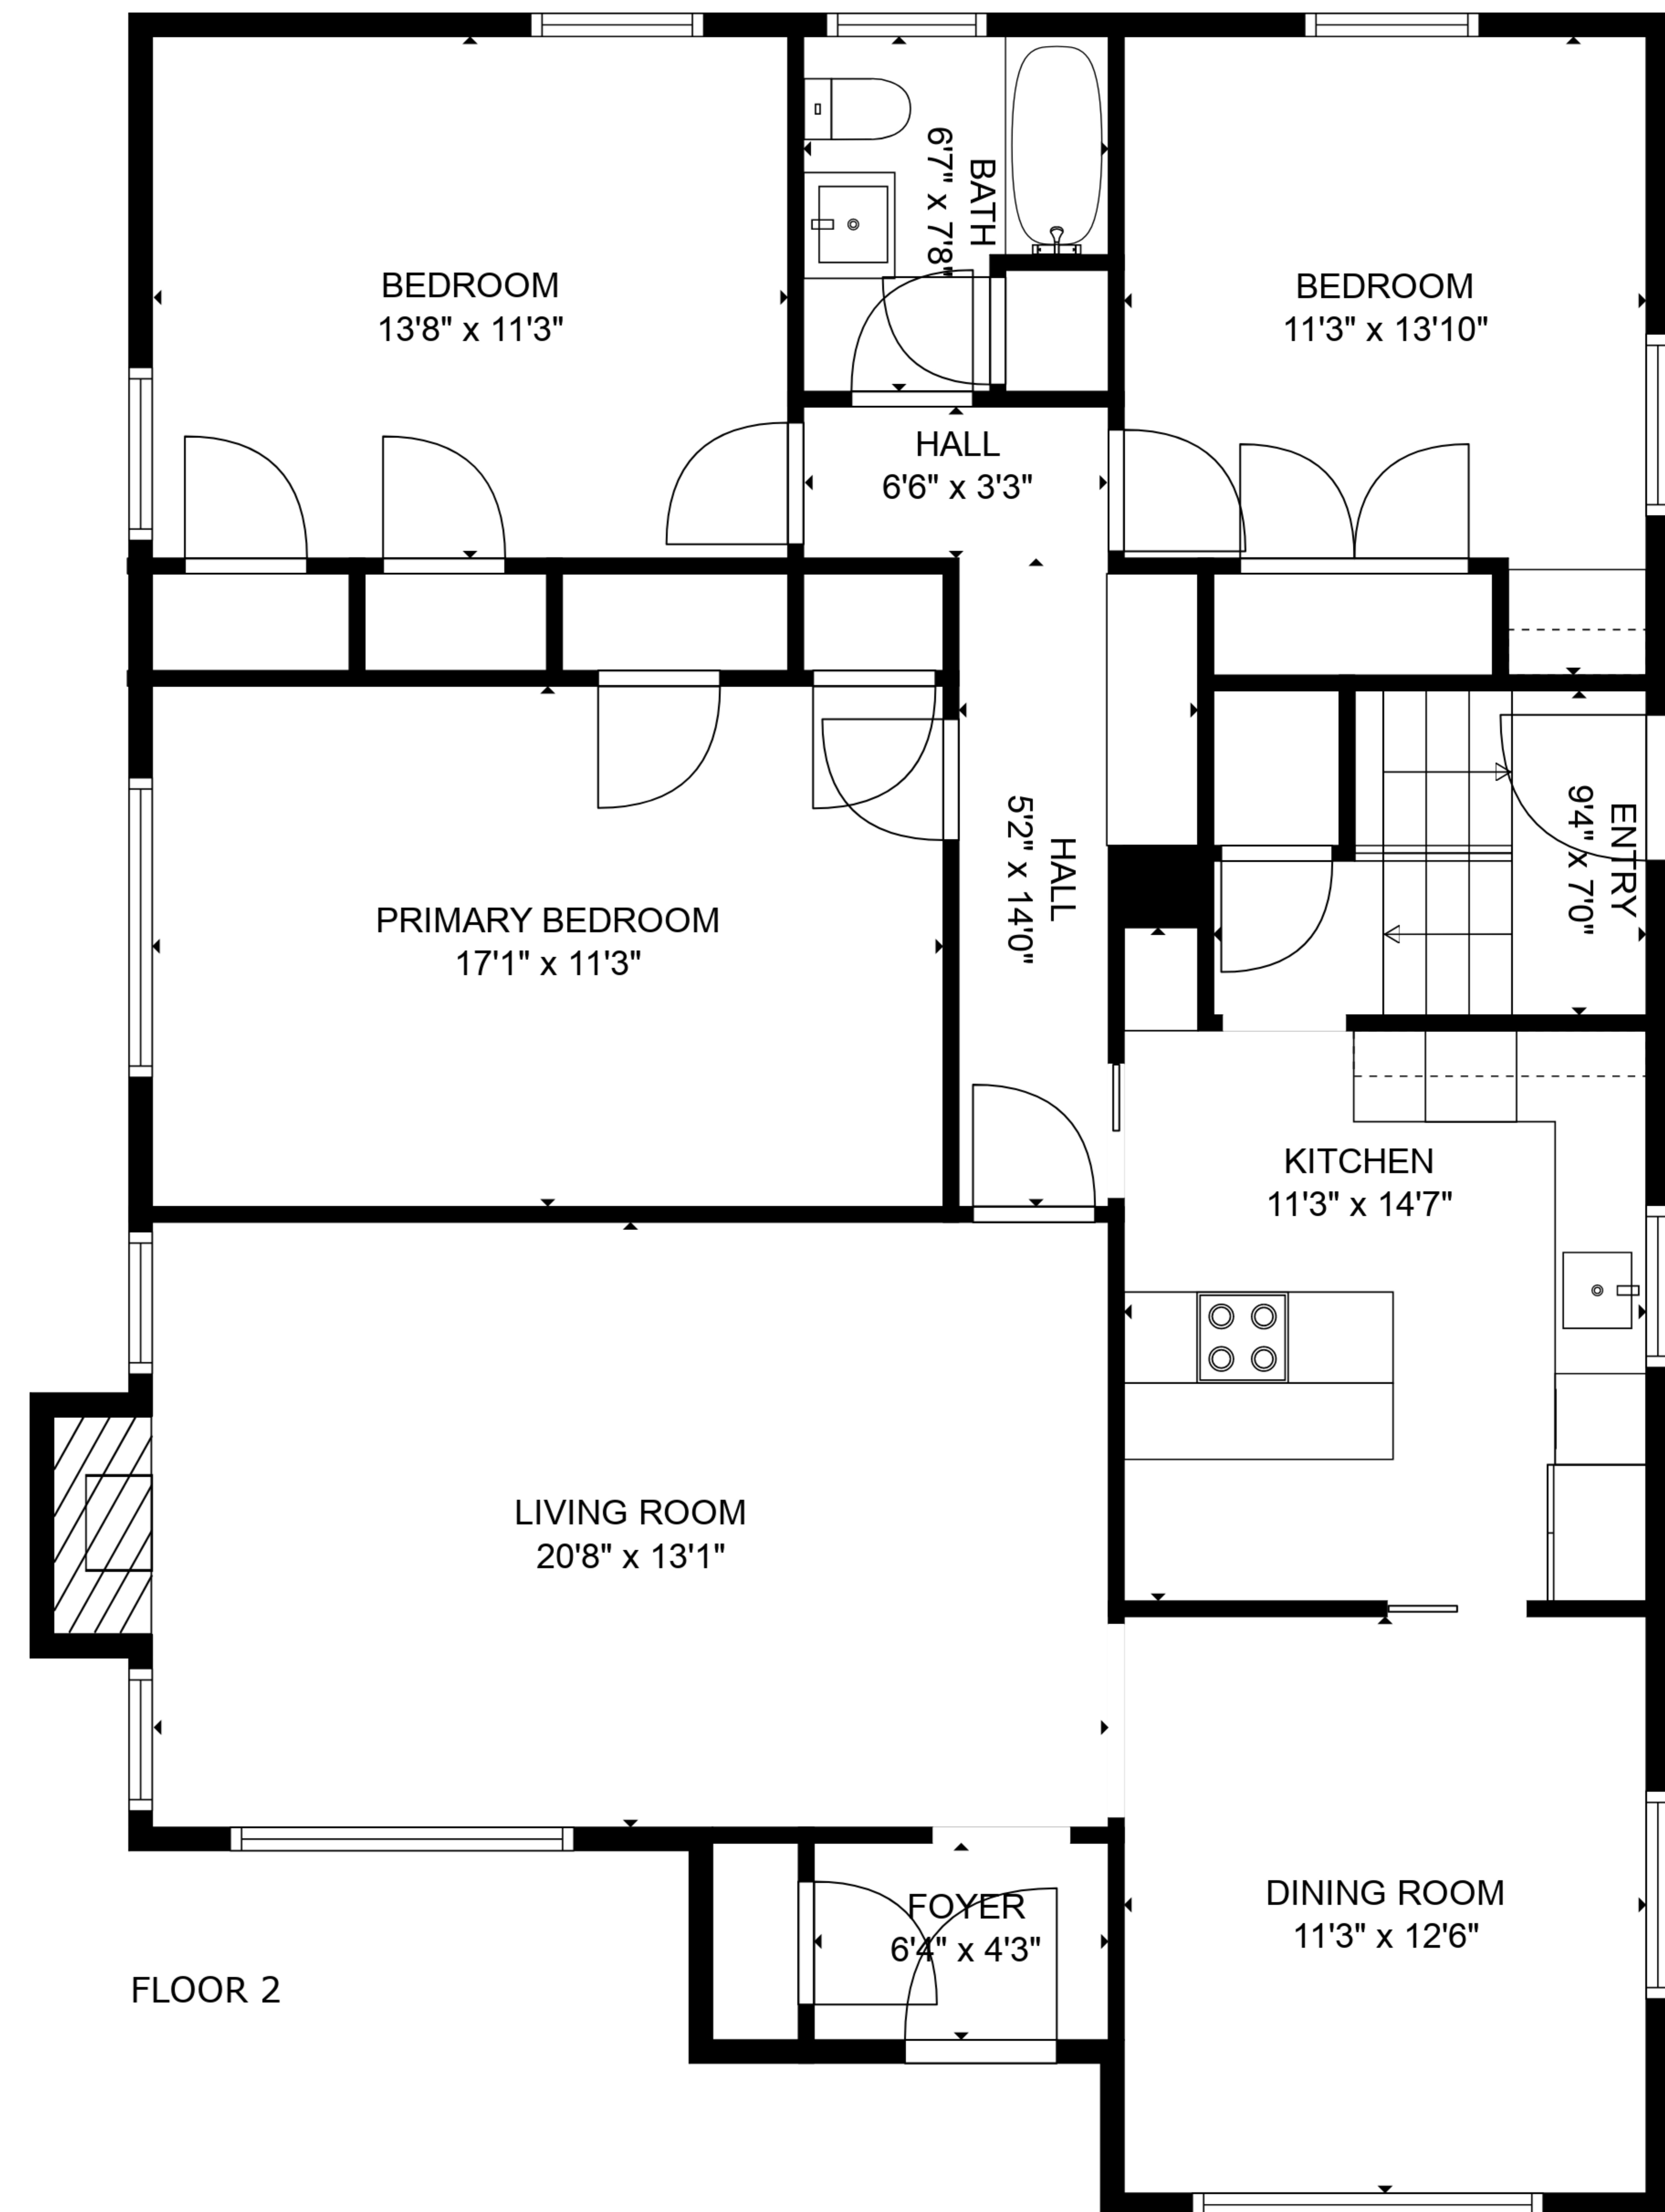 BEDROOM
13'8" x 11'3"
BATH
6'7" x 7'8"
BEDROOM
11'3" x 13'10"
HALL
6'6" x 3'3"
HALL
5'2" x 14'0"
ENTRY
9'4" x 7'0"
PRIMARY BEDROOM
17'1" x 11'3"
KITCHEN
11'3" x 14'7"
LIVING ROOM
20'8" x 13'1"
FOYER
6'4" x 4'3"
DINING ROOM
11'3" x 12'6"
FLOOR 2